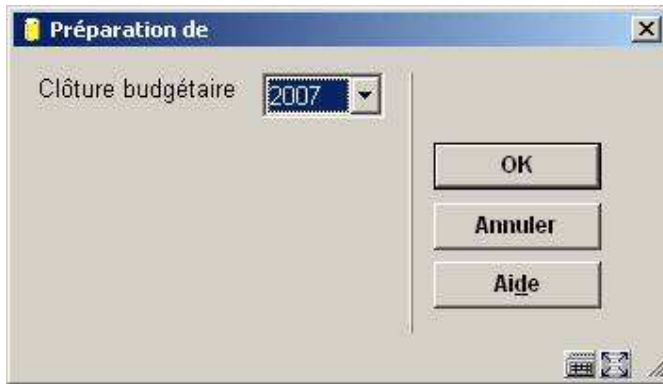 Préparation de
Clôture budgétaire 2007
OK
Annuler
Aide